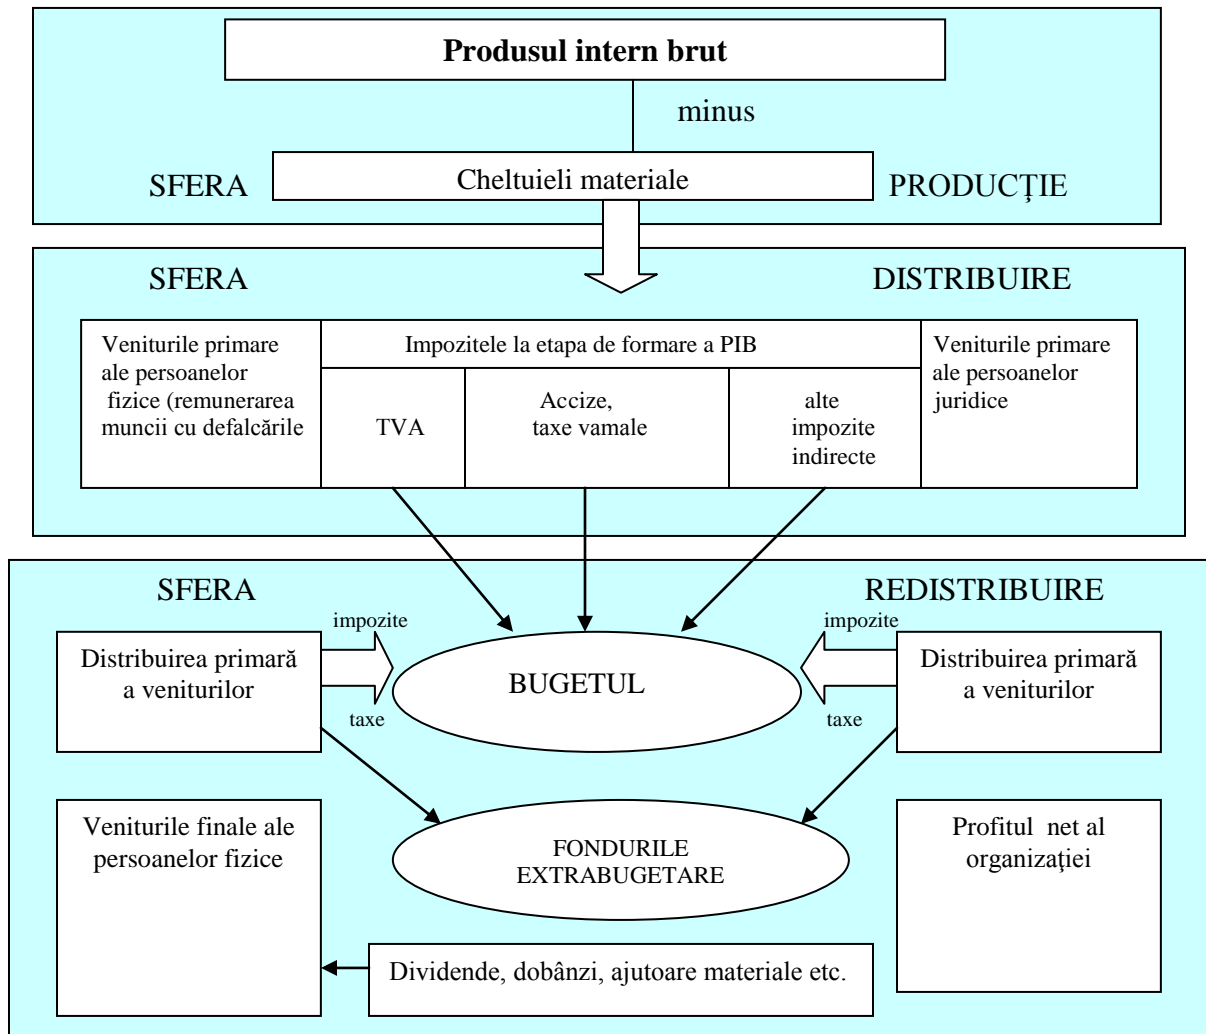 Produsul intern brut
minus
Cheltuieli materiale
SFERA
PRODUCŢIE
SFERA
DISTRIBUIRE
Veniturile primare
ale persoanelor
fizice (remunerarea
muncii cu defalcările
Impozitele la etapa de formare a PIB
TVA
Accize,
taxe vamale
alte
impozite
indirecte
Veniturile primare
ale persoanelor
juridice
SFERA
REDISTRIBUIRE
Distribuirea primară
a veniturilor
impozite
taxe
BUGETUL
impozite
taxe
Distribuirea primară
a veniturilor
Veniturile finale ale
persoanelor fizice
FONDURILE
EXTRABUGETARE
Profitul net al
organizaţiei
Dividende, dobânzi, ajutoare materiale etc.